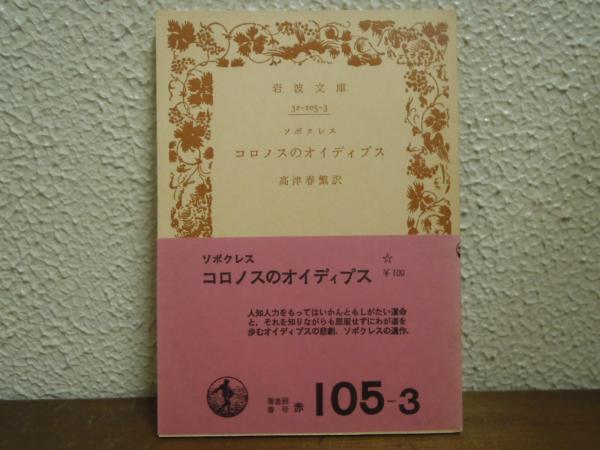 岩波文庫
32-105-3
ソポクレス
コロノスのオイディプス
高津春繁訳
ソポクレス ☆
コロノスのオイディプス ¥100
人知人力をもってはいかんともしがたい運命
と、それを知りながらも屈服せずにわが道を
歩むオイディプスの悲劇。ソポクレスの遺作。
著者別
番号 赤 105-3